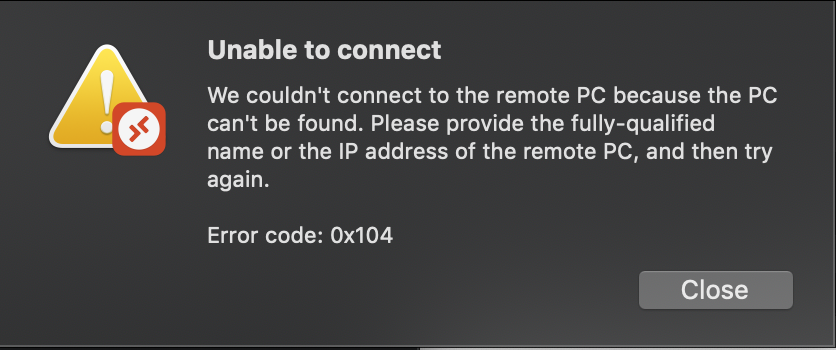 Unable to connect
We couldn't connect to the remote PC because the PC
can't be found. Please provide the fully-qualified
name or the IP address of the remote PC, and then try
again.
Error code: 0x104
Close